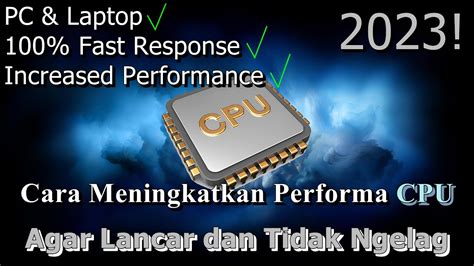 PC & Laptop ✓
2023!
100% Fast Response ✓
Increased Performance ✓
CPU
Cara Meningkatkan Performa CPU
Agar Lancar dan Tidak Ngelag